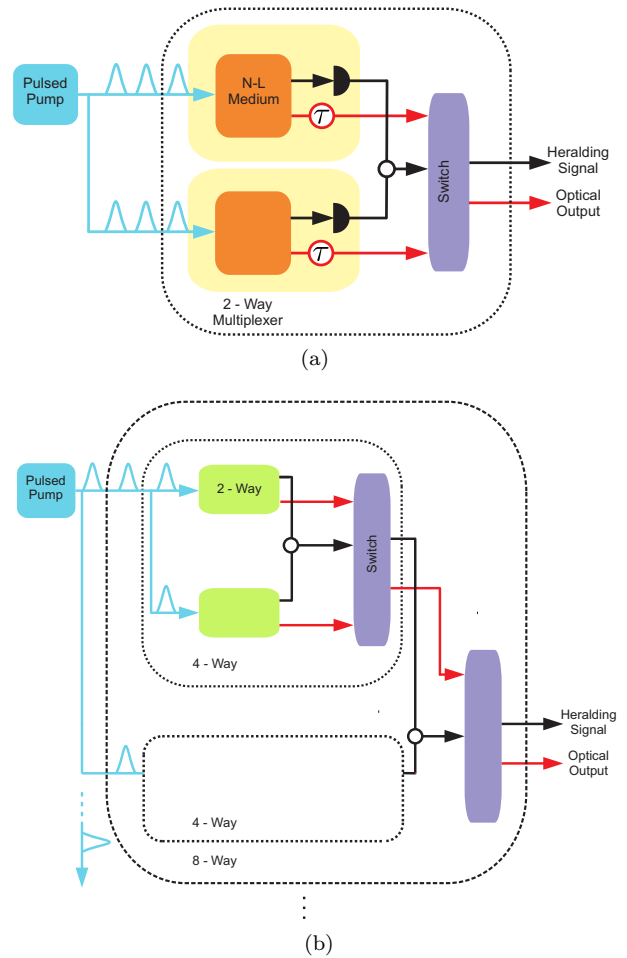 Pulsed
Pump
N-L
Medium
τ
Switch
Heralding
Signal
Optical
Output
τ
2 - Way
Multiplexer
(a)
Pulsed
Pump
2 - Way
Switch
4 - Way
Heralding
Signal
Optical
Output
4 - Way
8 - Way
(b)